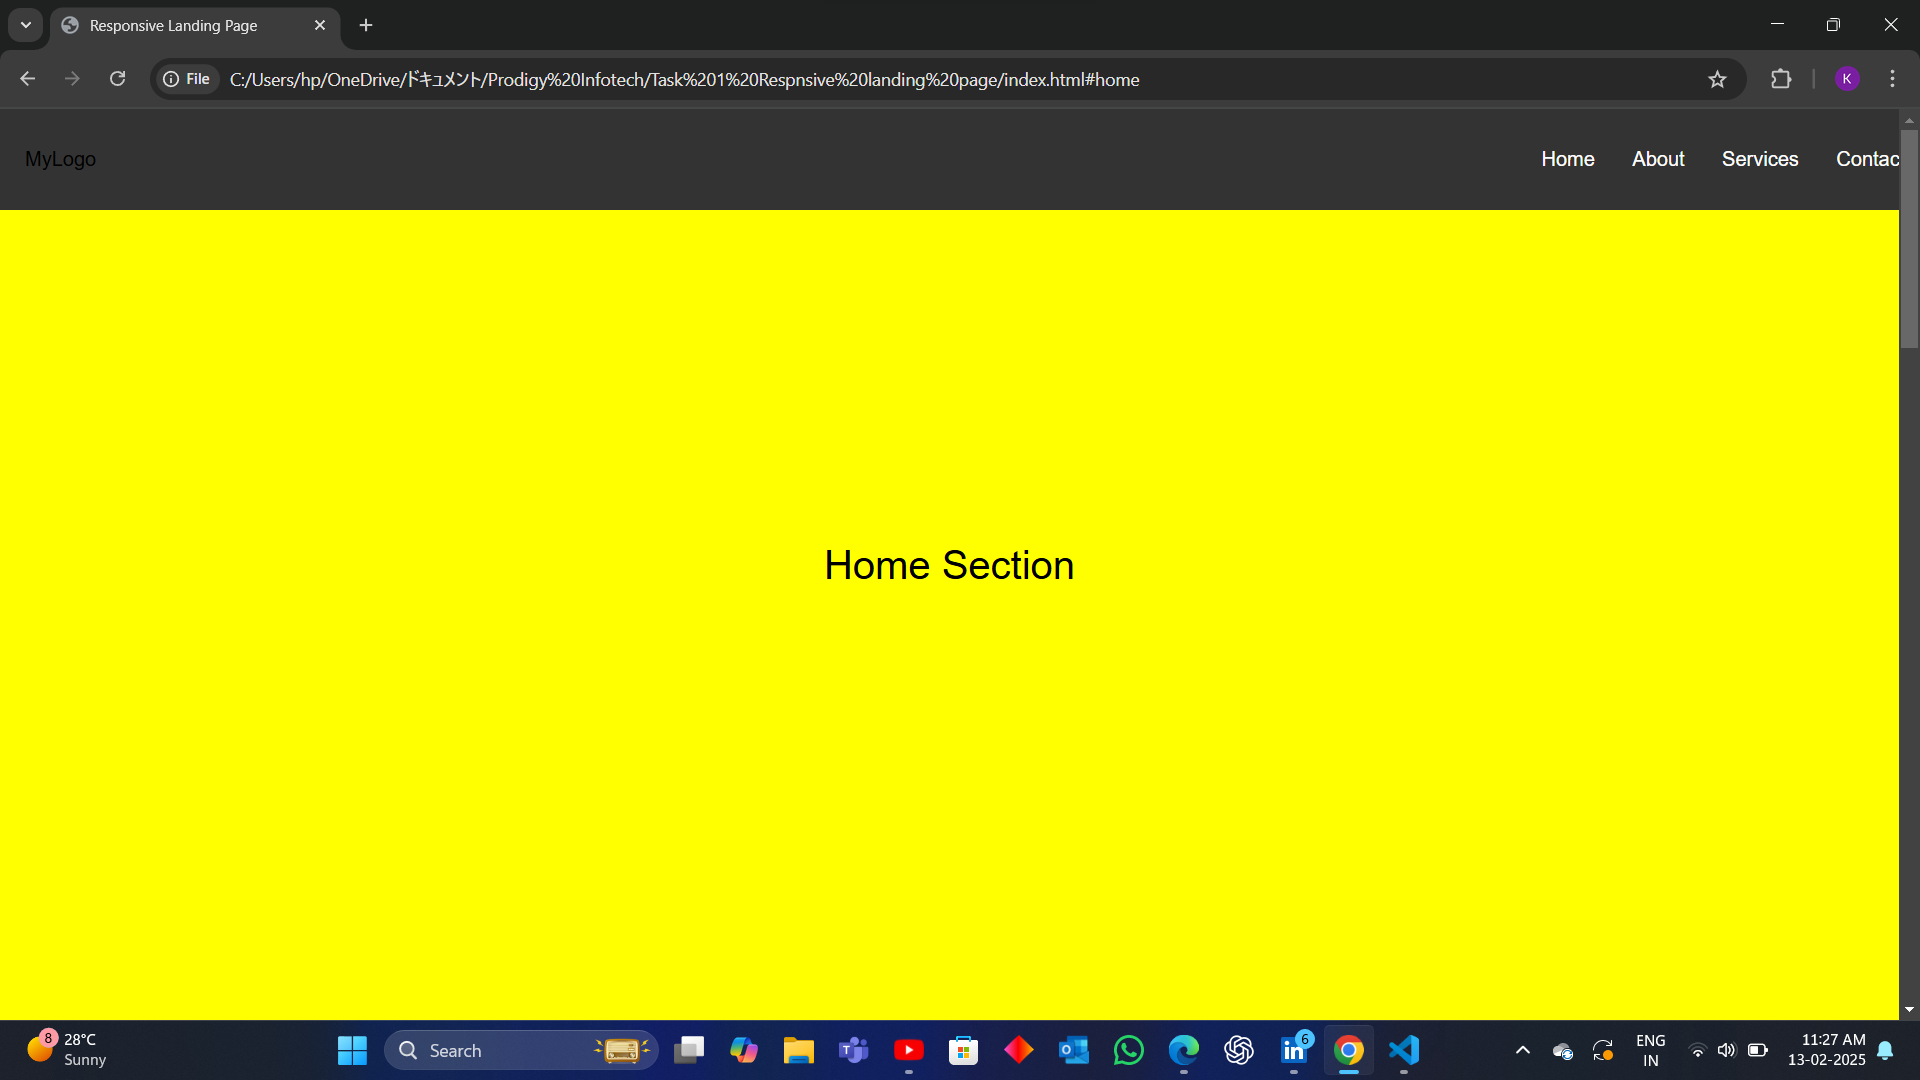 Responsive Landing Page
File
C:/Users/hp/OneDrive/ドキュメント/Prodigy%20Infotech/Task%201%20Respnsive%20landing%20page/index.html#home
K
MyLogo
Home About Services Contac
Home Section
8
28°C
Sunny
Search
6
ENG
IN
11:27 AM
13-02-2025